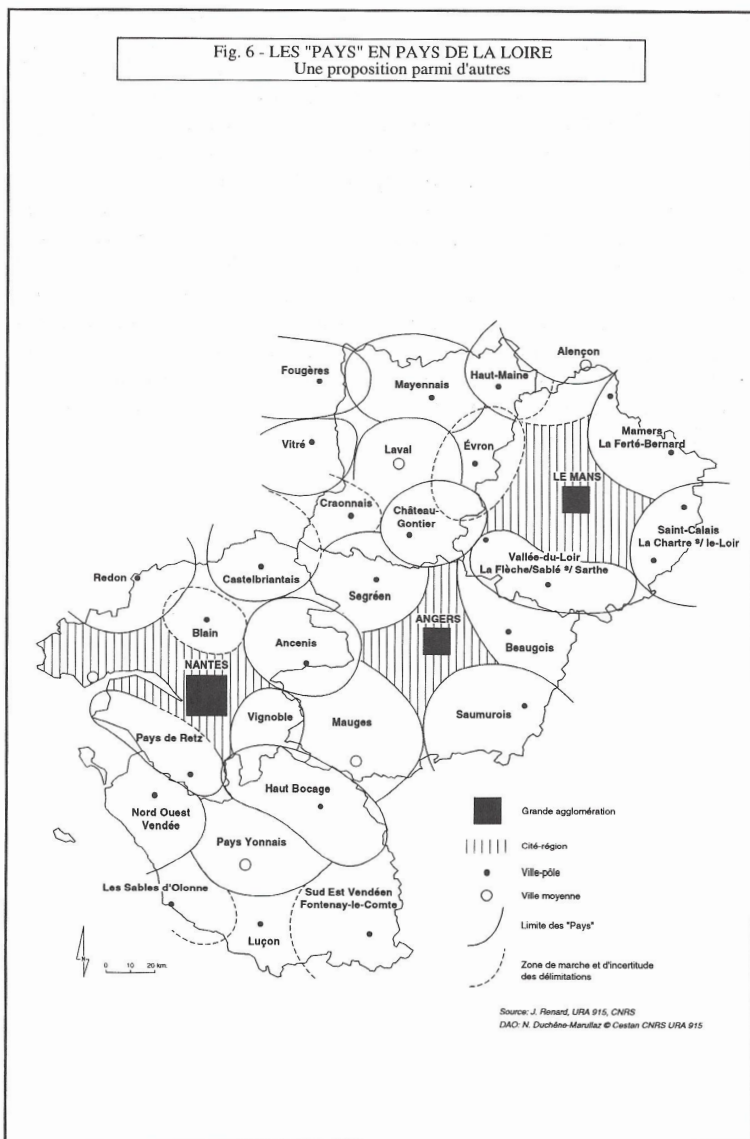 Fig. 6 - LES "PAYS" EN PAYS DE LA LOIRE
Une proposition parmi d'autres
Alençon
Fougères
Mayennais
Haut-Maine
Mamers
La Ferté-Bernard
Vitré
Laval
Évron
LE MANS
Craonnais
Château-
Gontier
Saint-Calais
La Chartre s/ le-Loir
Vallée-du-Loir
La Flèche/Sablé s/ Sarthe
Redon
Castelbriantais
Segréen
Blain
Ancenis
ANGERS
Beaugois
NANTES
Vignoble
Mauges
Saumurois
Pays de Retz
Haut Bocage
Nord Ouest
Vendée
Pays Yonnais
Les Sables d'Olonne
Sud Est Vendéen
Fontenay-le-Comte
Luçon
0 10 20 km.
Grande agglomération
Cité-région
Ville-pôle
Ville moyenne
Limite des "Pays"
Zone de marche et d'incertitude
des délimitations
Source: J. Renard, URA 915, CNRS
DAO: N. Duchêne-Marullaz © Cestan CNRS URA 915